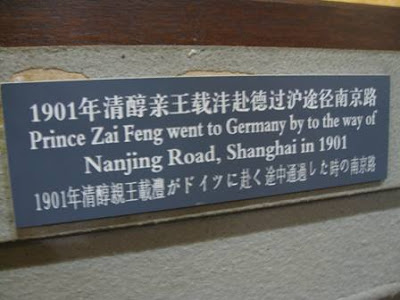 1901年清醇亲王载沣赴德过沪途径南京路
Prince Zai Feng went to Germany by to the way of
Nanjing Road, Shanghai in 1901
1901年清醇親王載灃がドイツに赴く途中通過した時の南京路